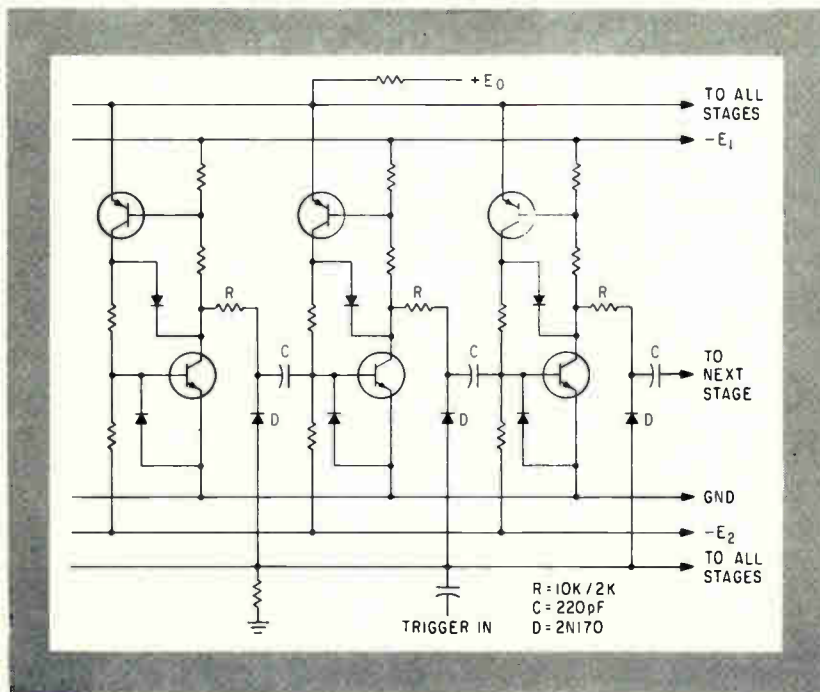 +E₀
TO ALL
STAGES
-E₁
R
R
R
C
C
C
TO
NEXT
STAGE
D
D
D
GND
-E₂
TO ALL
STAGES
R=10K/2K
C=220pF
D=2N170
TRIGGER IN